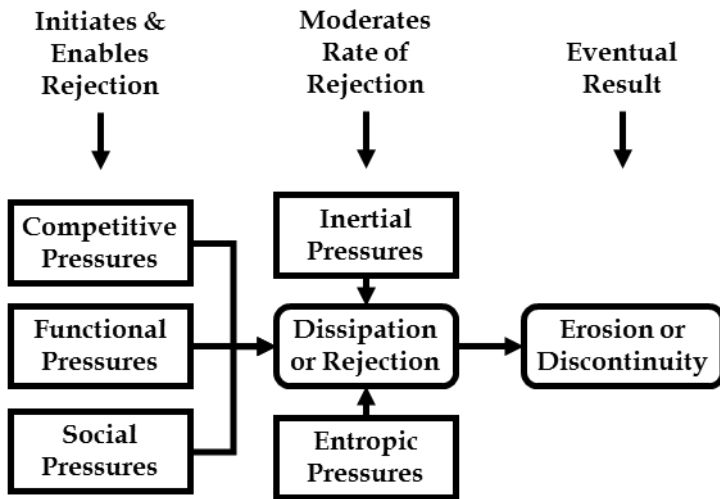 Initiates &
Enables
Rejection
Moderates
Rate of
Rejection
Eventual
Result
Competitive
Pressures
Functional
Pressures
Social
Pressures
Inertial
Pressures
Dissipation
or Rejection
Entropic
Pressures
Erosion or
Discontinuity